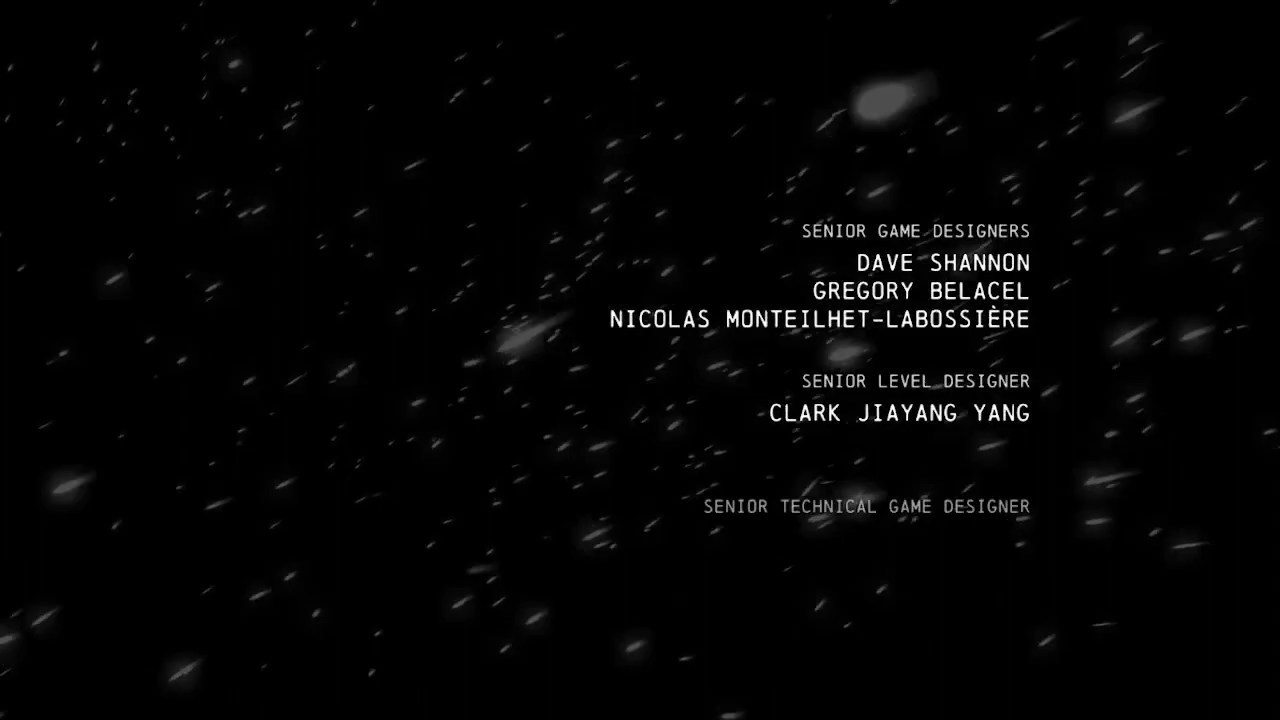 SENIOR GAME DESIGNERS
DAVE SHANNON
GREGORY BELACEL
NICOLAS MONTEILHET-LABOSSIÈRE
SENIOR LEVEL DESIGNER
CLARK JIAYANG YANG
SENIOR TECHNICAL GAME DESIGNER